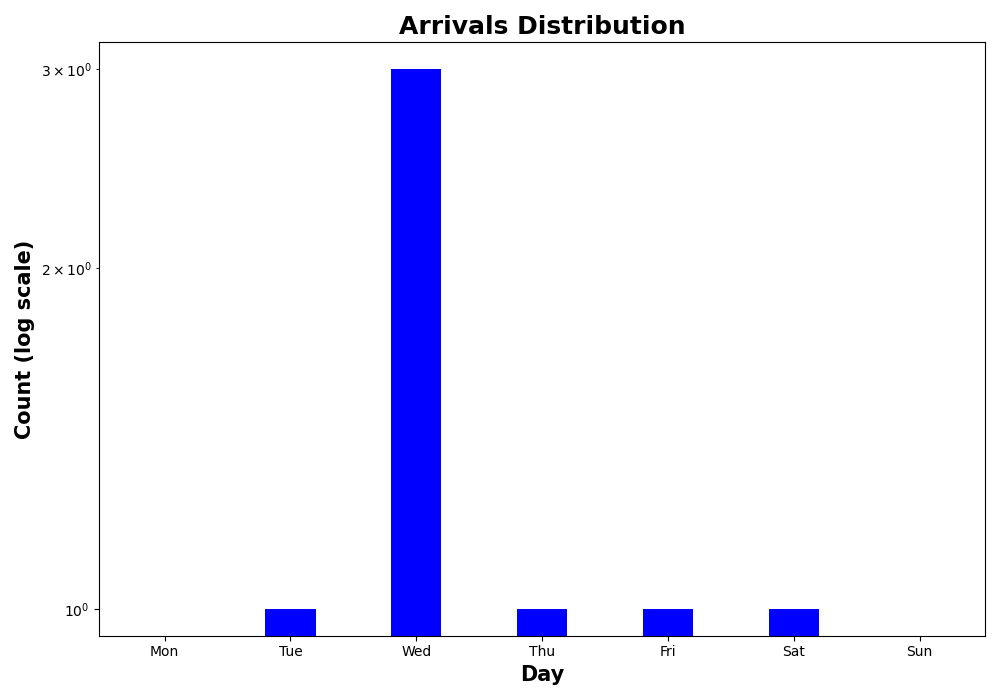 Arrivals Distribution
Count (log scale)
3 × 10⁰
2 × 10⁰
10⁰
Mon Tue Wed Thu Fri Sat Sun
Day